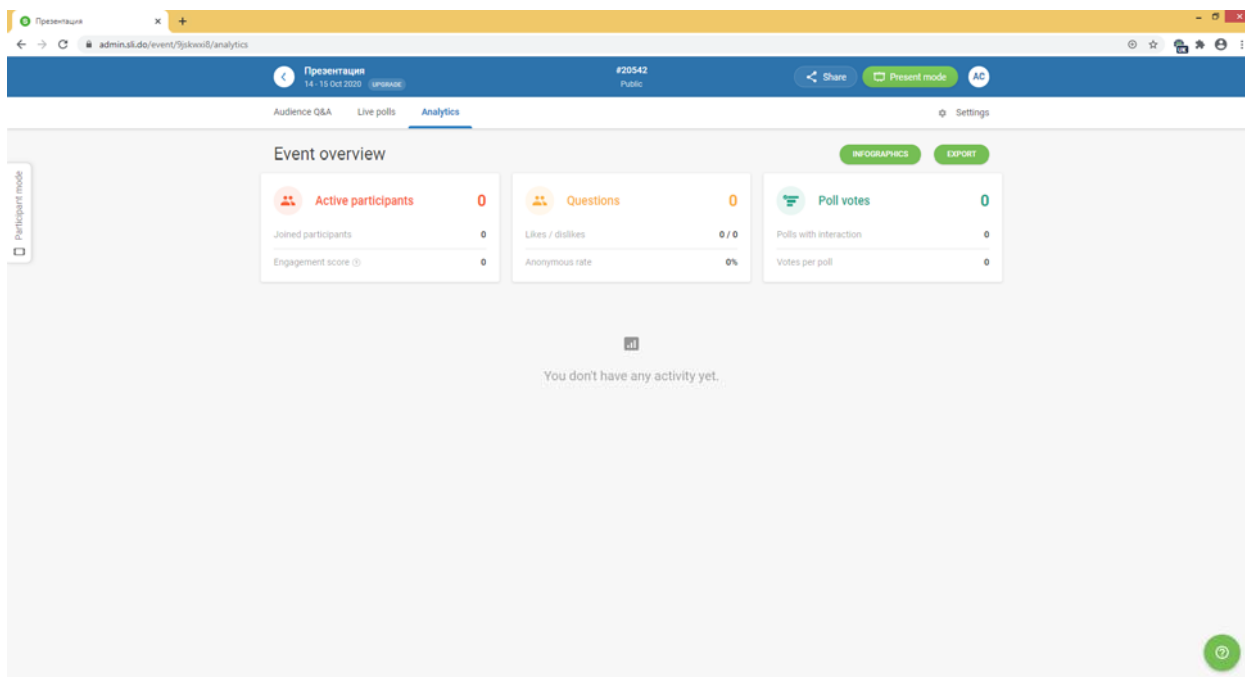 Презентация
admin.sli.do/event/9jskwxi8/analytics
Презентация
14 - 15 Oct 2020 UPGRADE
#20542
Public
Share
Present mode
AC
Audience Q&A Live polls Analytics
Settings
Event overview
INFOGRAPHICS EXPORT
Participant mode
Active participants 0
Joined participants 0
Engagement score 0
Questions 0
Likes / dislikes 0 / 0
Anonymous rate 0%
Poll votes 0
Polls with interaction 0
Votes per poll 0
You don't have any activity yet.